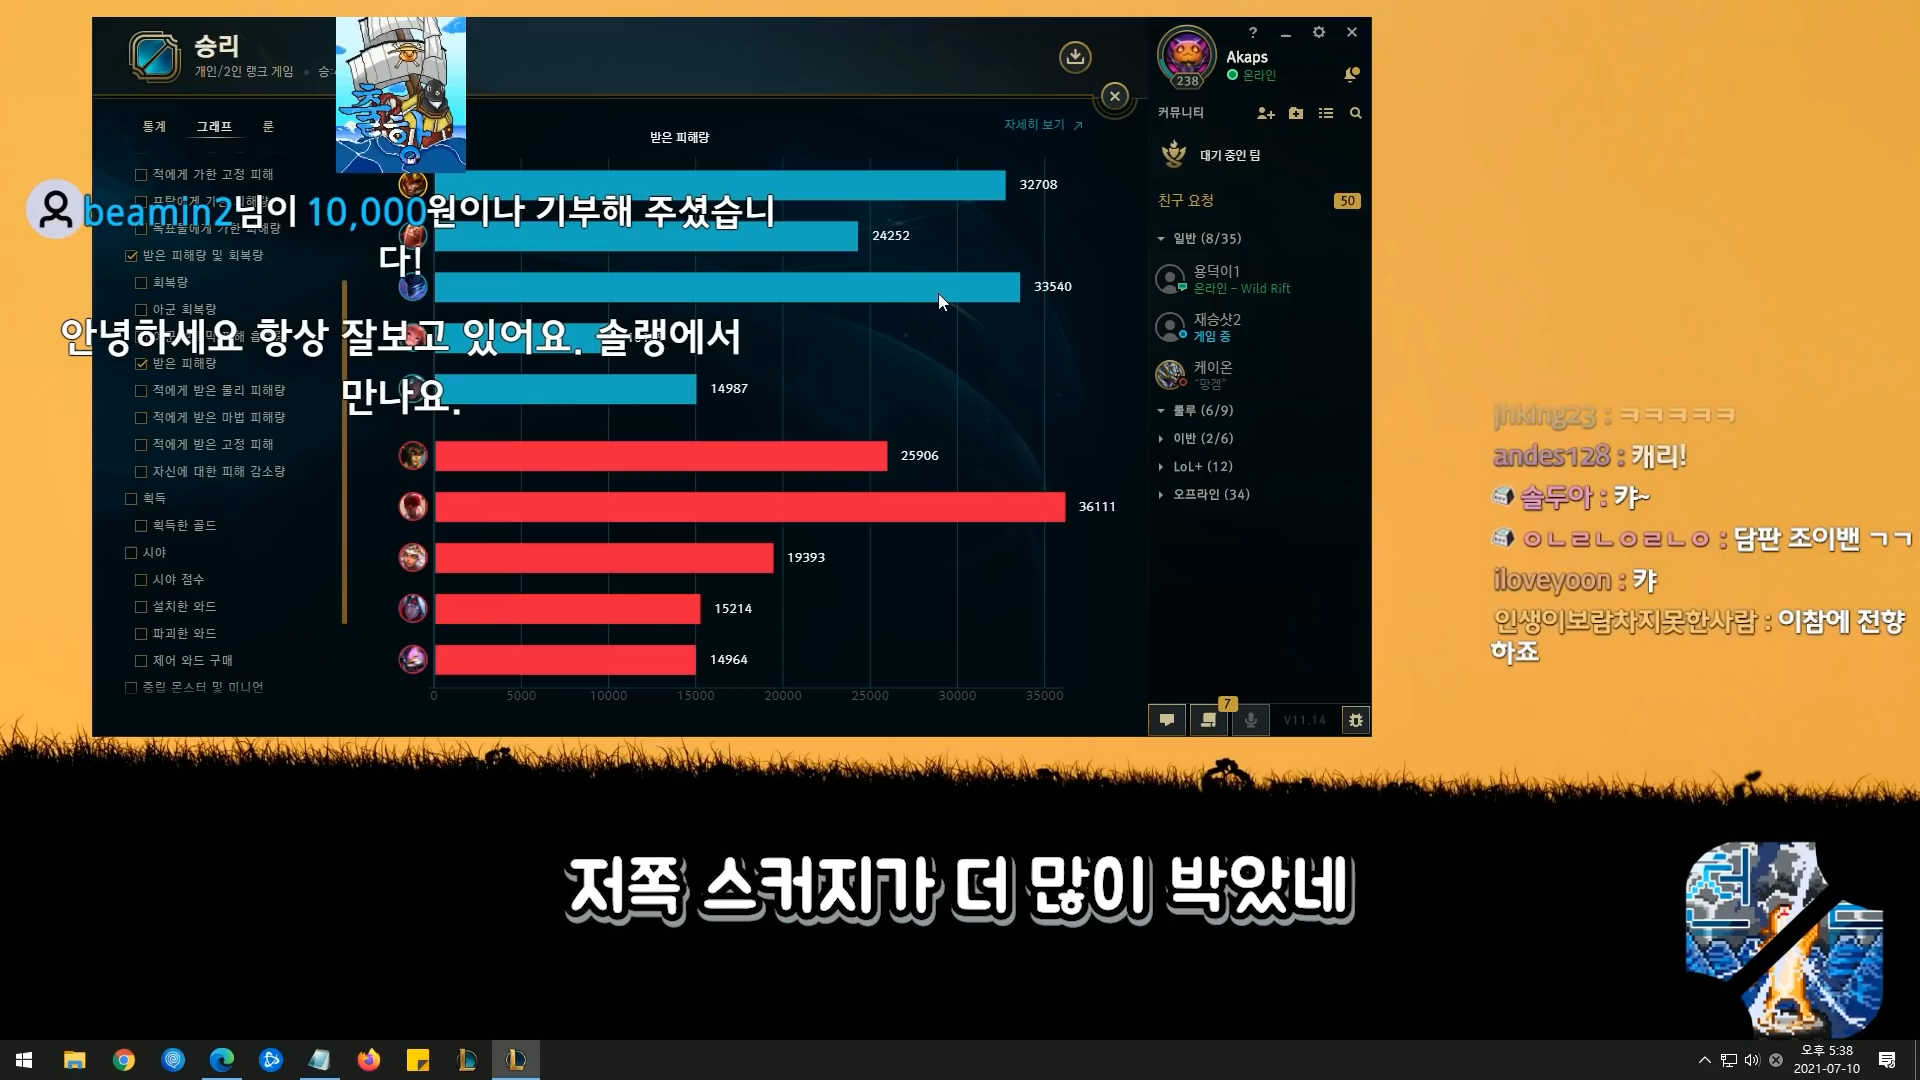 승리
개인/2인 랭크 게임
승
출항
통계
그래프
룬
적에게 가한 고정 피해
받은 피해량 및 회복량
회복량
아군 회복량
받은 피해량
적에게 받은 물리 피해량
적에게 받은 마법 피해량
적에게 받은 고정 피해
자신에 대한 피해 감소량
획득
획득한 골드
시야
시야 점수
설치한 와드
파괴한 와드
제어 와드 구매
중립 몬스터 및 미니언
받은 피해량
자세히 보기
32708
24252
33540
14987
25906
36111
19393
15214
14964
0 5000 10000 15000 20000 25000 30000 35000
beamin2님이 10,000원이나 기부해 주셨습니
다!
안녕하세요 항상 잘보고 있어요. 솔랭에서
만나요.
238
Akaps
온라인
커뮤니티
대기 중인 팀
친구 요청
50
일반 (8/35)
용덕이1
온라인 - Wild Rift
재승샷2
게임 중
케이온
"망겜"
롤루 (6/9)
이반 (2/6)
LoL+ (12)
오프라인 (34)
7
V11.14
jhking23 : ㅋㅋㅋㅋㅋ
andes128 : 캐리!
솔두아 : 캬~
ㅇㄴㄹㄴㅇㄹㄴㅇ : 담판 조이밴 ㄱㄱ
iloveyoon : 캬
인생이보람차지못한사람 : 이참에 전향
하죠
저쪽 스커지가 더 많이 박았네
오후 5:38
2021-07-10